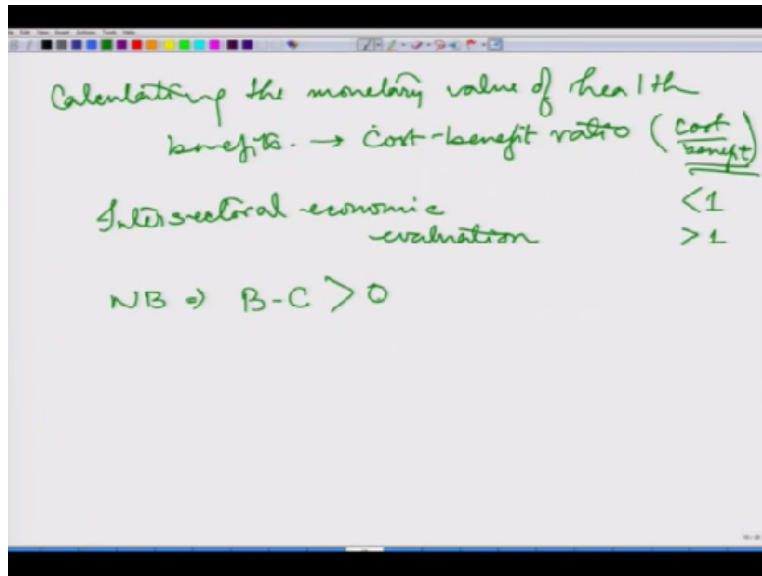 Calculating the monetary value of health
benefits. → cost-benefit ratio (cost/benefit)
Intersectoral economic <1
evaluation >1
NB ⇒ B-C > 0